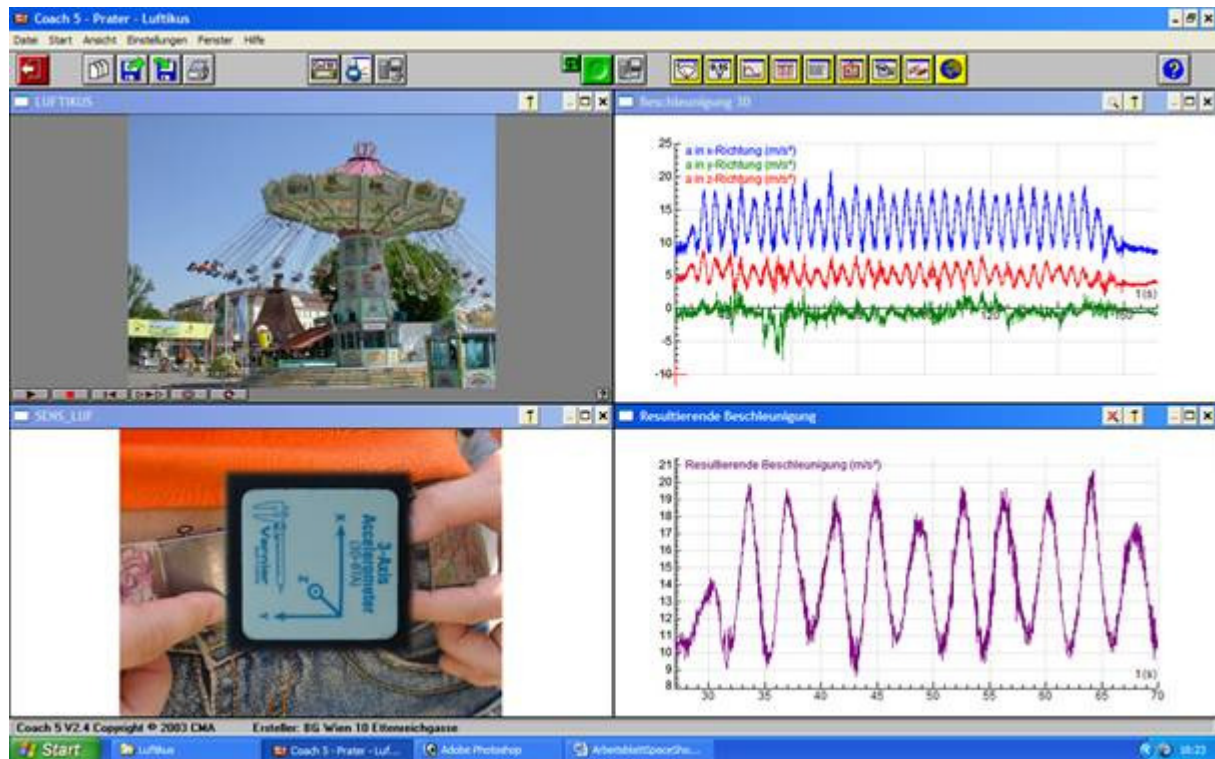 Coach 5 - Prater - Luftikus
Datei Start Ansicht Einstellungen Fenster Hilfe
LUFTIKUS
Beschleunigung 3D
25
a in x-Richtung (m/s²)
a in y-Richtung (m/s²)
a in z-Richtung (m/s²)
20
15
10
5
t(s)
0
120
150
-5
-10
SENS_LUF
Resultierende Beschleunigung
3-Axis
Accelerometer
Vernier
X
Y
Z
21
Resultierende Beschleunigung (m/s²)
20
19
18
17
16
15
14
13
12
11
10
9
8
t(s)
30 35 40 45 50 55 60 65 70
Coach 5 V2.4 Copyright © 2003 CMA Ersteller: BG Wien 10 Ettenreichgasse
Start Luftikus Coach 5 - Prater - Luf... Adobe Photoshop ArbeitsblattSpaceSho... 18:23